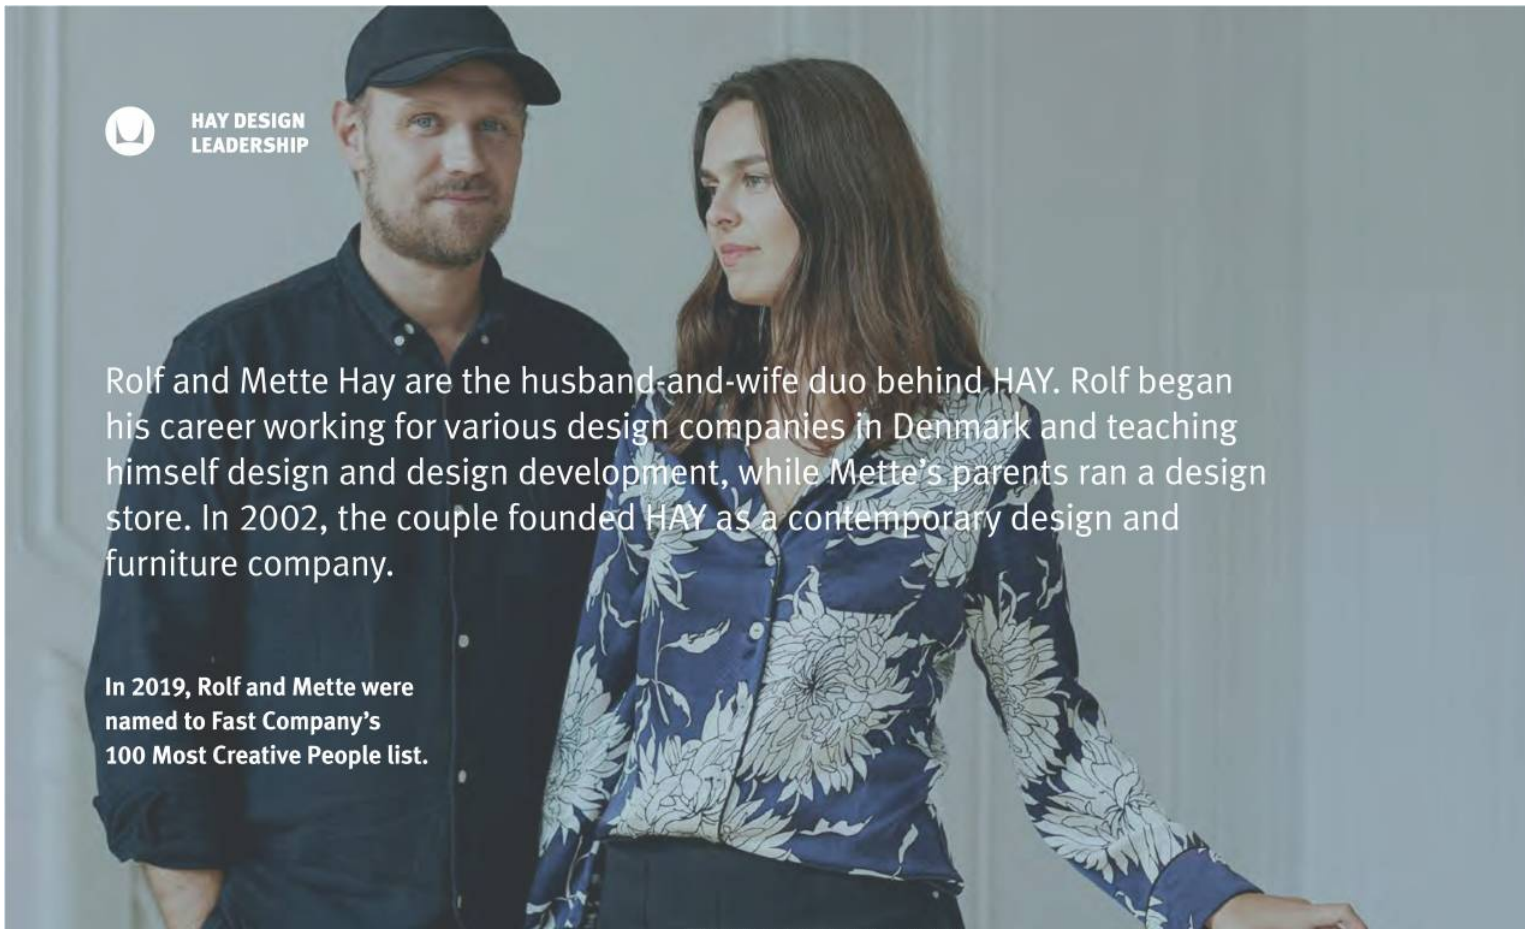 HAY DESIGN
LEADERSHIP
Rolf and Mette Hay are the husband-and-wife duo behind HAY. Rolf began
his career working for various design companies in Denmark and teaching
himself design and design development, while Mette’s parents ran a design
store. In 2002, the couple founded HAY as a contemporary design and
furniture company.
In 2019, Rolf and Mette were
named to Fast Company’s
100 Most Creative People list.